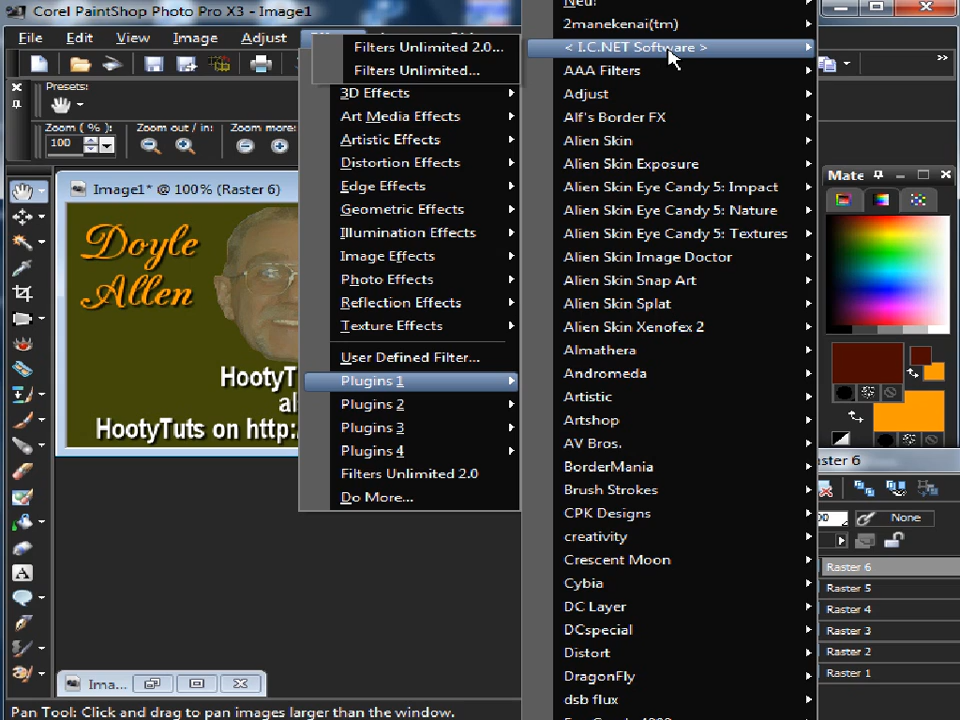 Corel PaintShop Photo Pro X3 - Image1
File Edit View Image Adjust
Presets:
Zoom ( % ): Zoom out / in: Zoom more:
100
Image1* @ 100% (Raster 6)
Doyle
Allen
HootyT
al
HootyTuts on http:
Ima...
Pan Tool: Click and drag to pan images larger than the window.
Filters Unlimited 2.0...
Filters Unlimited...
3D Effects
Art Media Effects
Artistic Effects
Distortion Effects
Edge Effects
Geometric Effects
Illumination Effects
Image Effects
Photo Effects
Reflection Effects
Texture Effects
User Defined Filter...
Plugins 1
Plugins 2
Plugins 3
Plugins 4
Filters Unlimited 2.0
Do More...
2manekenai(tm)
< I.C.NET Software >
AAA Filters
Adjust
Alf's Border FX
Alien Skin
Alien Skin Exposure
Alien Skin Eye Candy 5: Impact
Alien Skin Eye Candy 5: Nature
Alien Skin Eye Candy 5: Textures
Alien Skin Image Doctor
Alien Skin Snap Art
Alien Skin Splat
Alien Skin Xenofex 2
Almathera
Andromeda
Artistic
Artshop
AV Bros.
BorderMania
Brush Strokes
CPK Designs
creativity
Crescent Moon
Cybia
DC Layer
DCspecial
Distort
DragonFly
dsb flux
Mate
ster 6
None
Raster 6
Raster 5
Raster 4
Raster 3
Raster 2
Raster 1